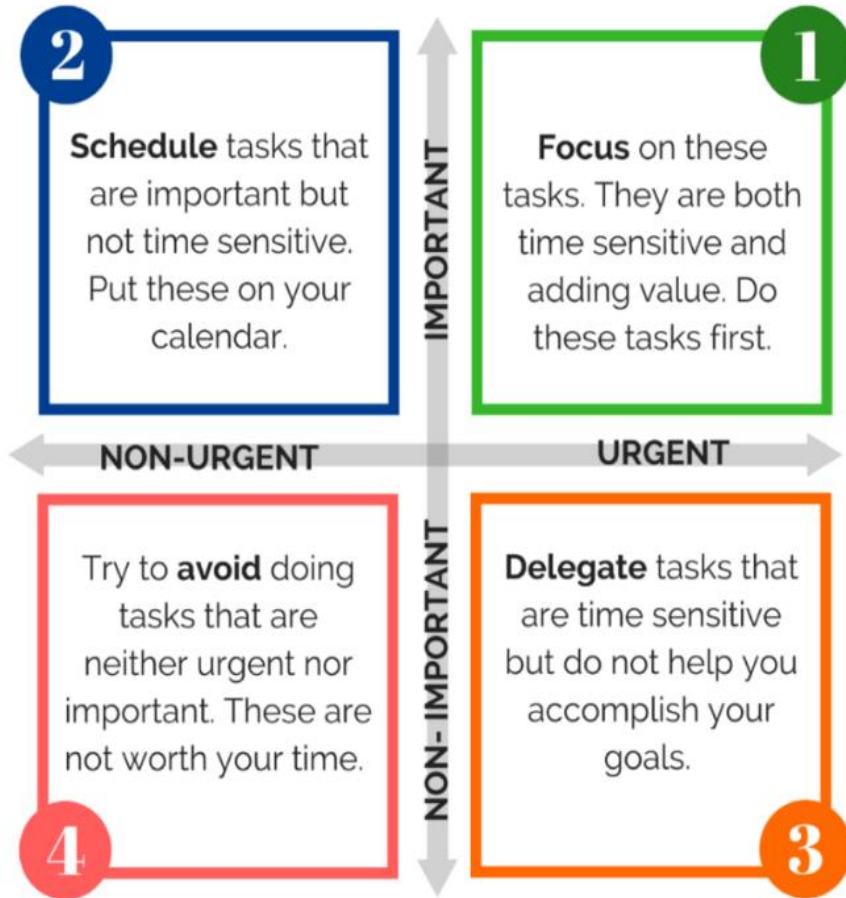 2
Schedule tasks that
are important but
not time sensitive.
Put these on your
calendar.
1
Focus on these
tasks. They are both
time sensitive and
adding value. Do
these tasks first.
IMPORTANT
NON-URGENT
URGENT
NON- IMPORTANT
Try to avoid doing
tasks that are
neither urgent nor
important. These are
not worth your time.
4
Delegate tasks that
are time sensitive
but do not help you
accomplish your
goals.
3